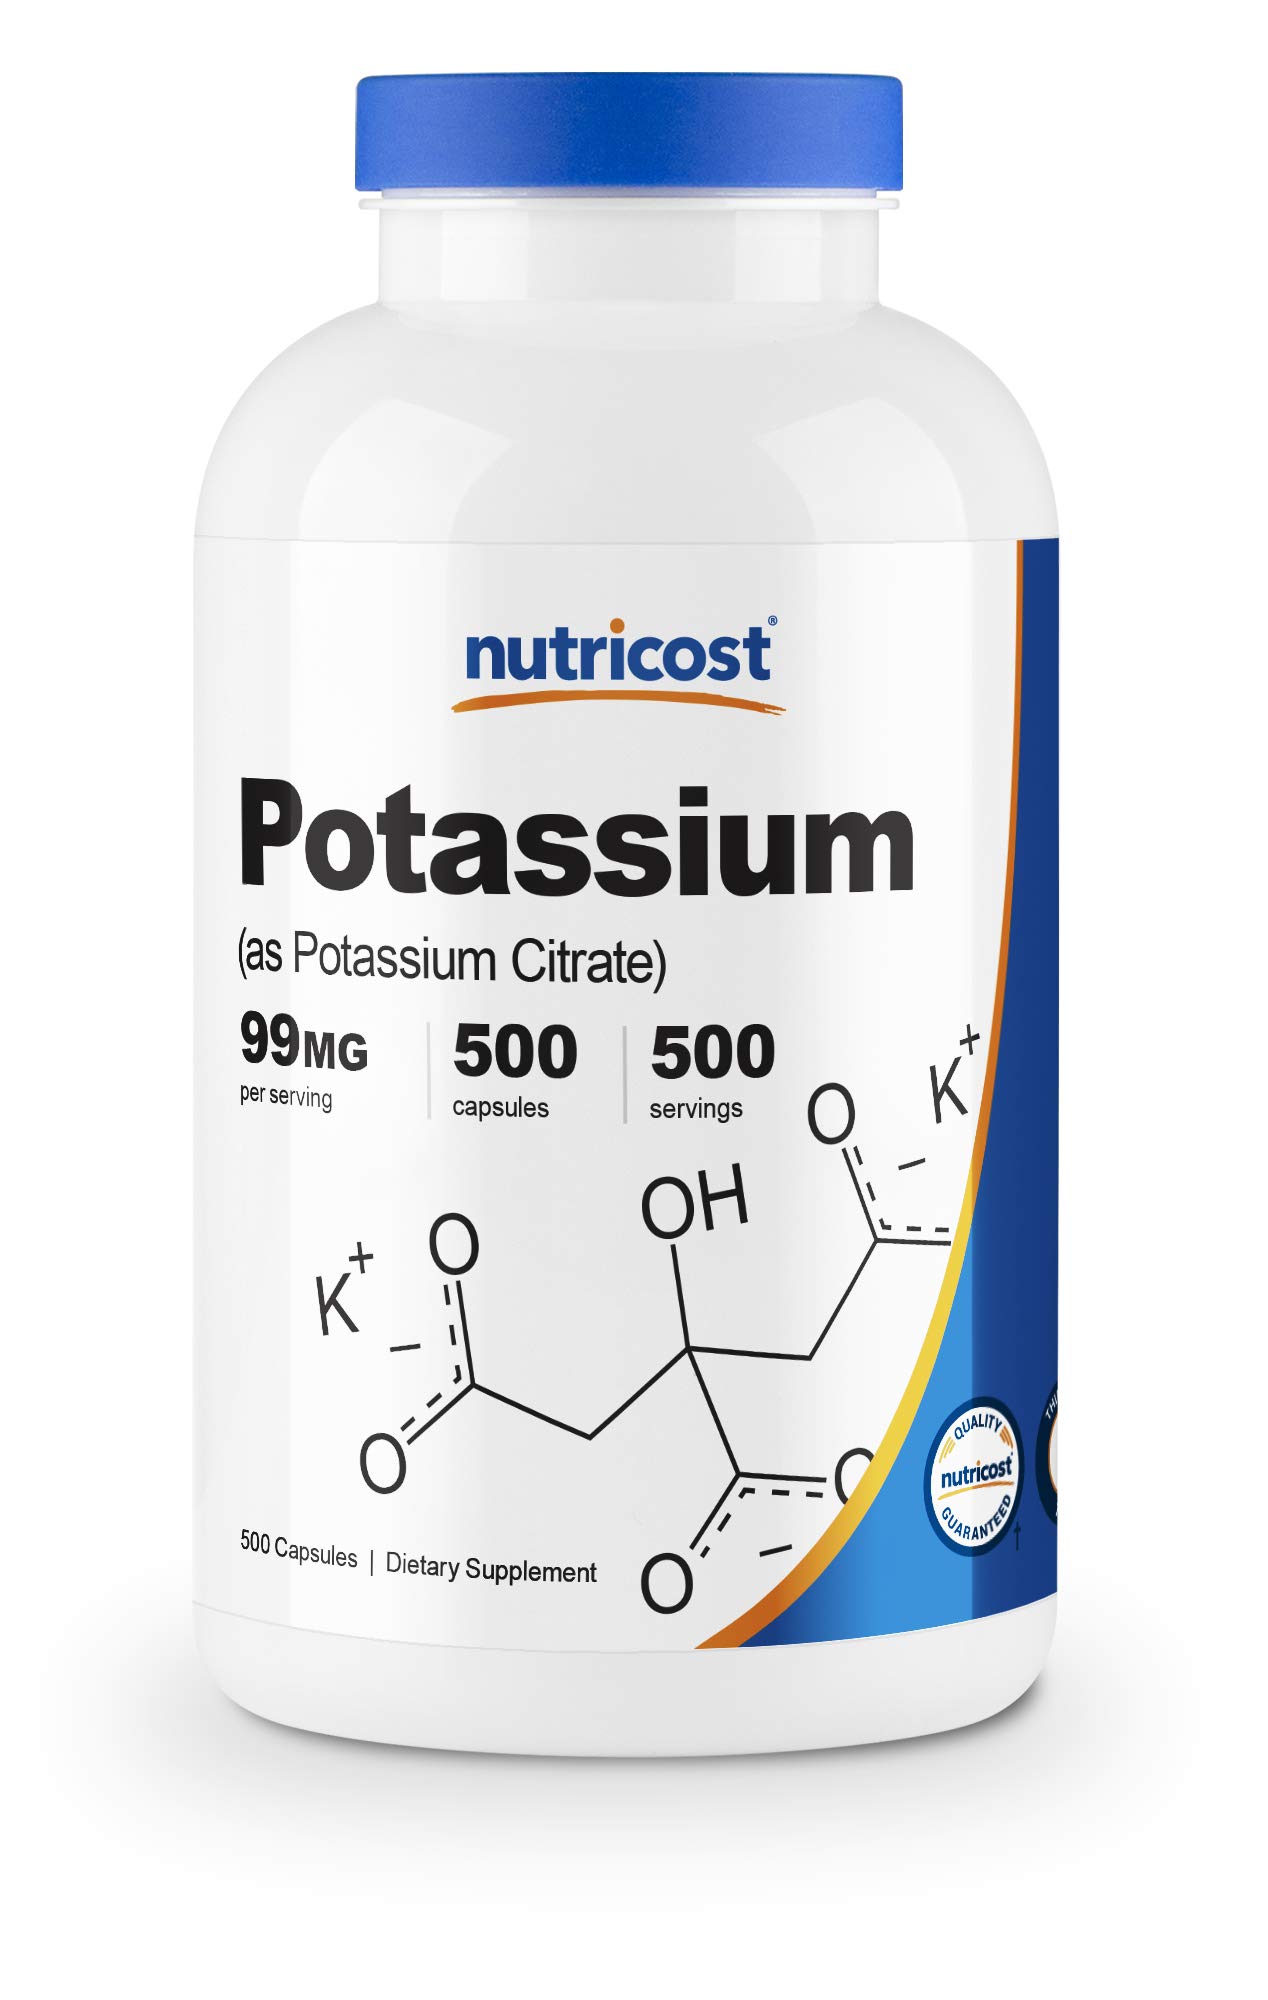 nutricost®
Potassium
(as Potassium Citrate)
99MG
per serving
500
capsules
500
servings
K+
O
−
O
OH
O
−
K+
O
O
−
QUALITY
nutricost
GUARANTEED
†
500 Capsules | Dietary Supplement